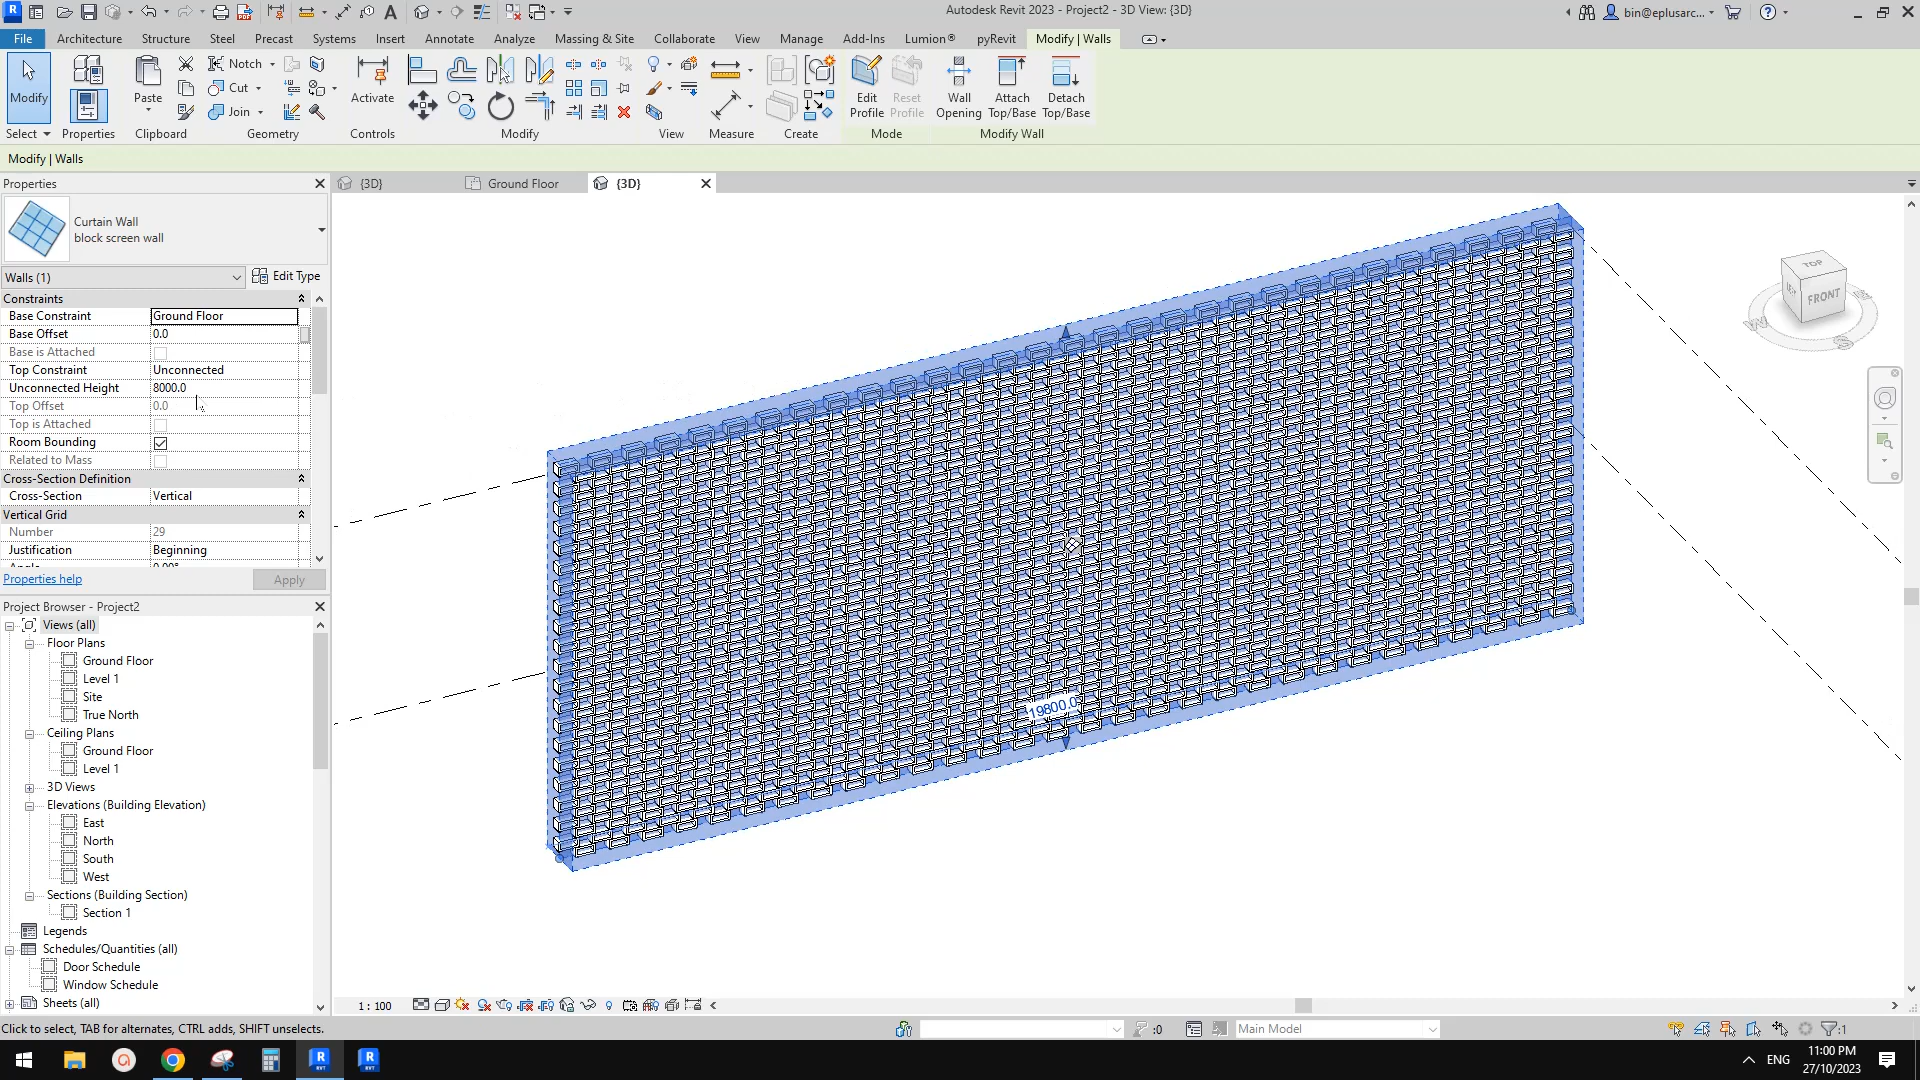 Autodesk Revit 2023 - Project2 - 3D View: {3D}
bin@eplusarc...
File Architecture Structure Steel Precast Systems Insert Annotate Analyze Massing & Site Collaborate View Manage Add-Ins Lumion® pyRevit Modify | Walls
Modify
Paste
Notch
Cut
Join
Activate
Edit
Profile
Reset
Profile
Wall
Opening
Attach
Top/Base
Detach
Top/Base
Select Properties Clipboard Geometry Controls Modify View Measure Create Mode Modify Wall
Modify | Walls
Properties
{3D}
Ground Floor
{3D}
Curtain Wall
block screen wall
Walls (1)
Edit Type
Constraints
Base Constraint Ground Floor
Base Offset 0.0
Base is Attached
Top Constraint Unconnected
Unconnected Height 8000.0
Top Offset 0.0
Top is Attached
Room Bounding
Related to Mass
Cross-Section Definition
Cross-Section Vertical
Vertical Grid
Number 29
Justification Beginning
Angle 0.00°
Properties help
Apply
Project Browser - Project2
Views (all)
Floor Plans
Ground Floor
Level 1
Site
True North
Ceiling Plans
Ground Floor
Level 1
3D Views
Elevations (Building Elevation)
East
North
South
West
Sections (Building Section)
Section 1
Legends
Schedules/Quantities (all)
Door Schedule
Window Schedule
Sheets (all)
TOP
FRONT
W
S
19800.0
1 : 100
Click to select, TAB for alternates, CTRL adds, SHIFT unselects.
:0
Main Model
:1
ENG
11:00 PM
27/10/2023